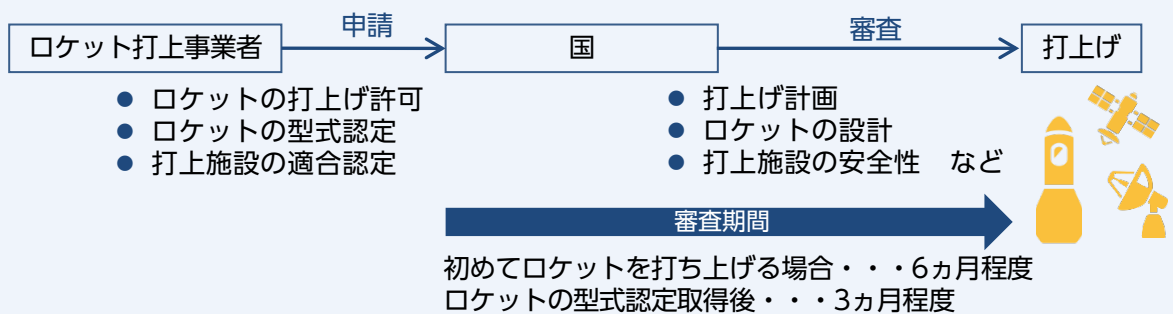 申請
審査
ロケット打上事業者
国
打上げ
● ロケットの打上げ許可
● ロケットの型式認定
● 打上施設の適合認定
● 打上げ計画
● ロケットの設計
● 打上施設の安全性 など
審査期間
初めてロケットを打ち上げる場合・・・6ヵ月程度
ロケットの型式認定取得後・・・3ヵ月程度